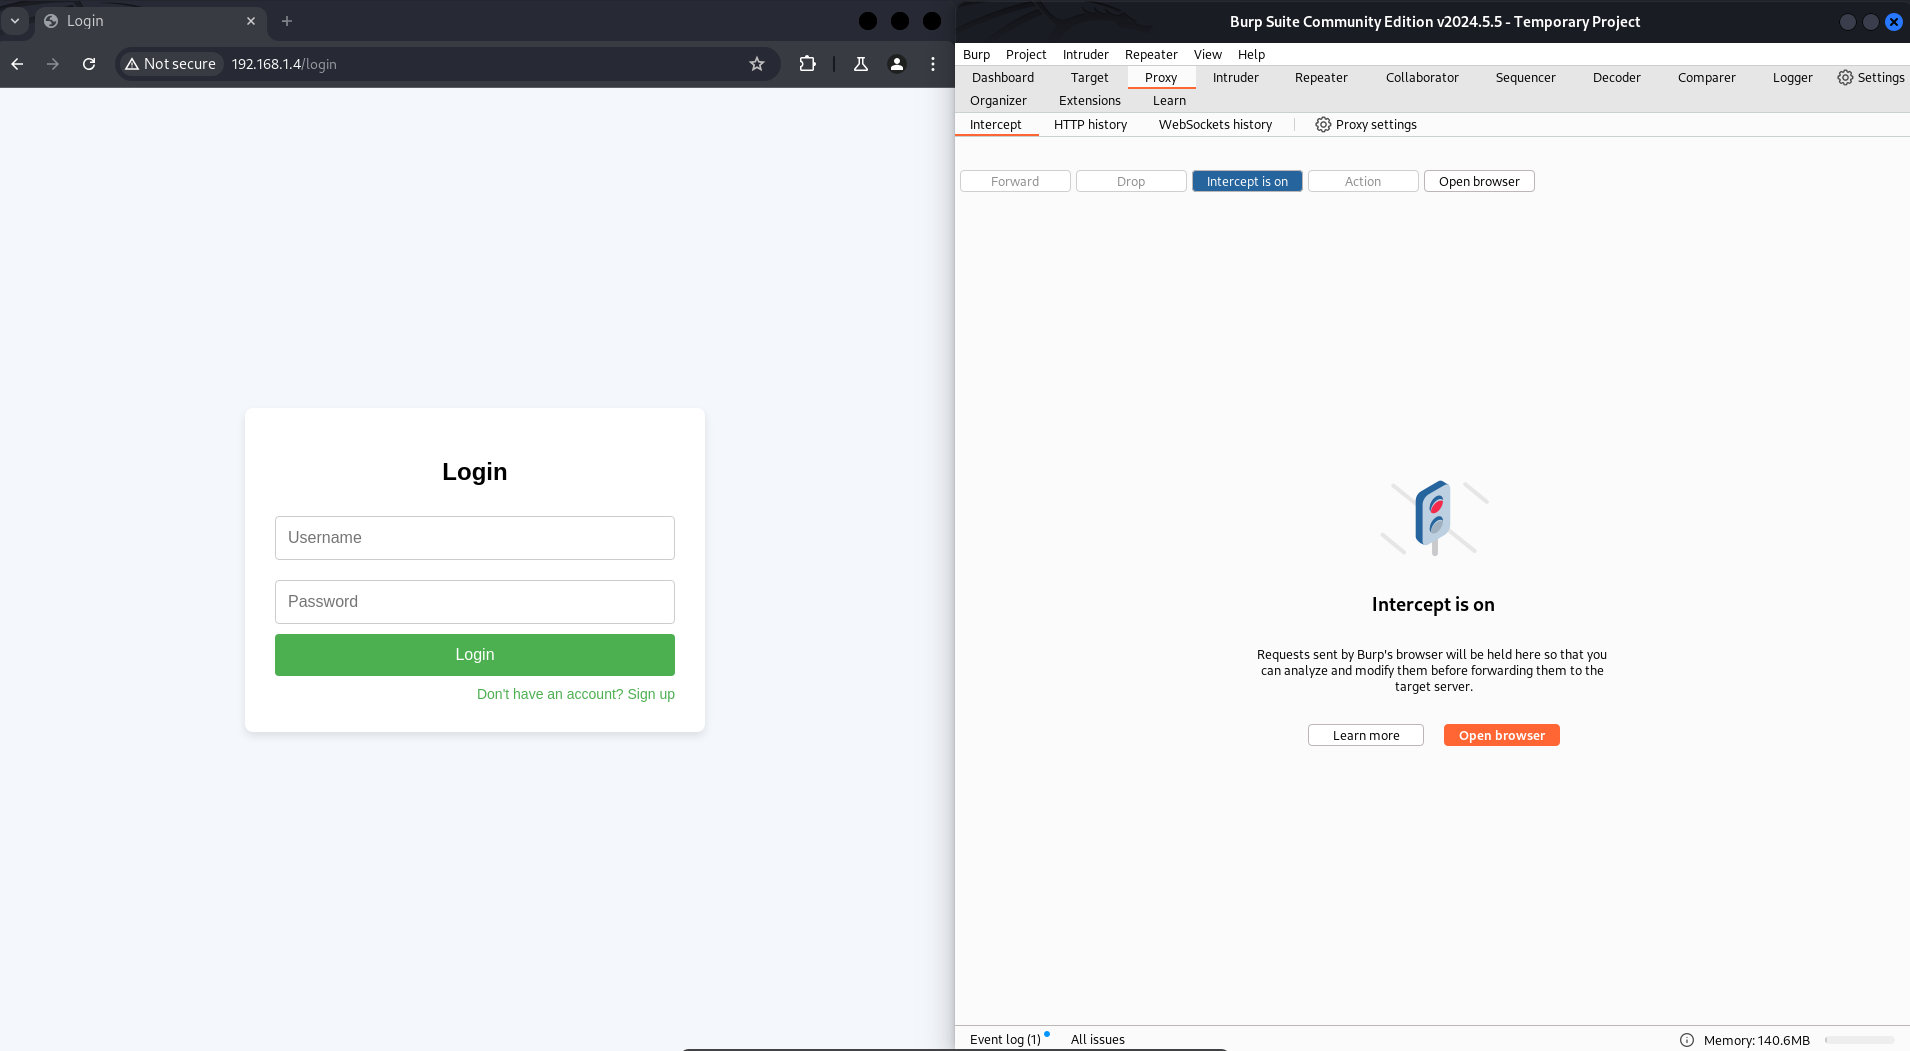 Login
Not secure
192.168.1.4/login
Login
Username
Password
Login
Don't have an account? Sign up
Burp Suite Community Edition v2024.5.5 - Temporary Project
Burp Project Intruder Repeater View Help
Dashboard Target Proxy Intruder Repeater Collaborator Sequencer Decoder Comparer Logger Settings
Organizer Extensions Learn
Intercept HTTP history WebSockets history Proxy settings
Forward Drop Intercept is on Action Open browser
Intercept is on
Requests sent by Burp's browser will be held here so that you
can analyze and modify them before forwarding them to the
target server.
Learn more Open browser
Event log (1) All issues Memory: 140.6MB